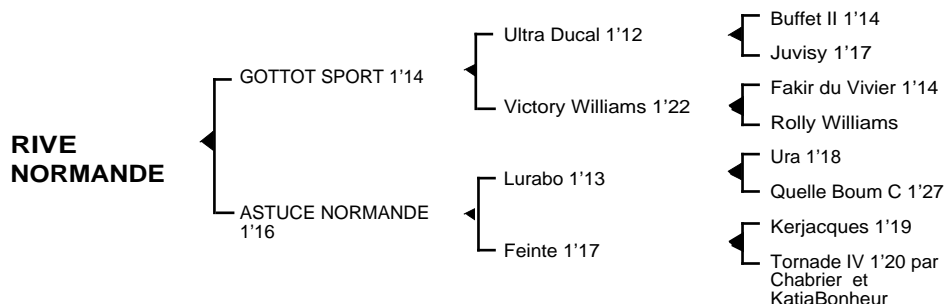 RIVE
NORMANDE
GOTTOT SPORT 1'14
ASTUCE NORMANDE
1'16
Ultra Ducal 1'12
Victory Williams 1'22
Lurabo 1'13
Feinte 1'17
Buffet II 1'14
Juvisy 1'17
Fakir du Vivier 1'14
Rolly Williams
Ura 1'18
Quelle Boum C 1'27
Kerjacques 1'19
Tornade IV 1'20 par
Chabrier et
KatiaBonheur